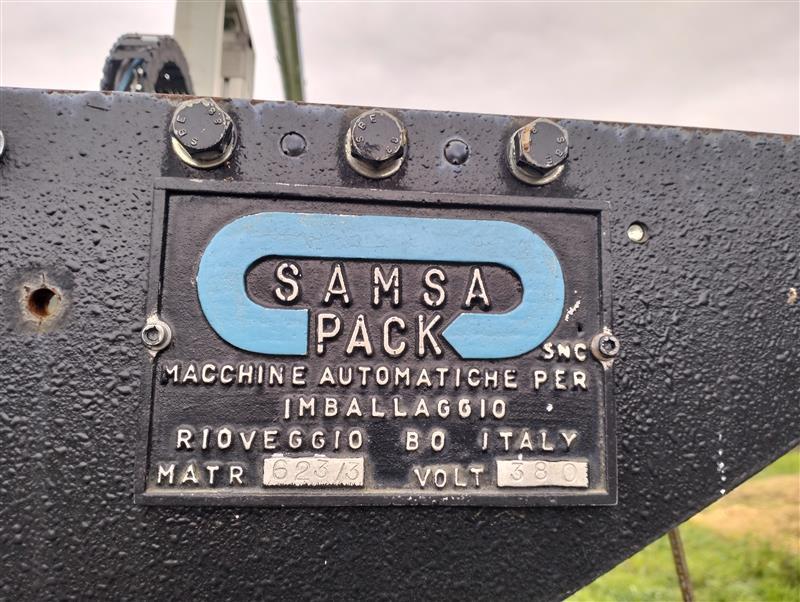 SAMSA
PACK
SNC
MACCHINE AUTOMATICHE PER
IMBALLAGGIO
RIOVEGGIO BO ITALY
MATR 623/3 VOLT 380